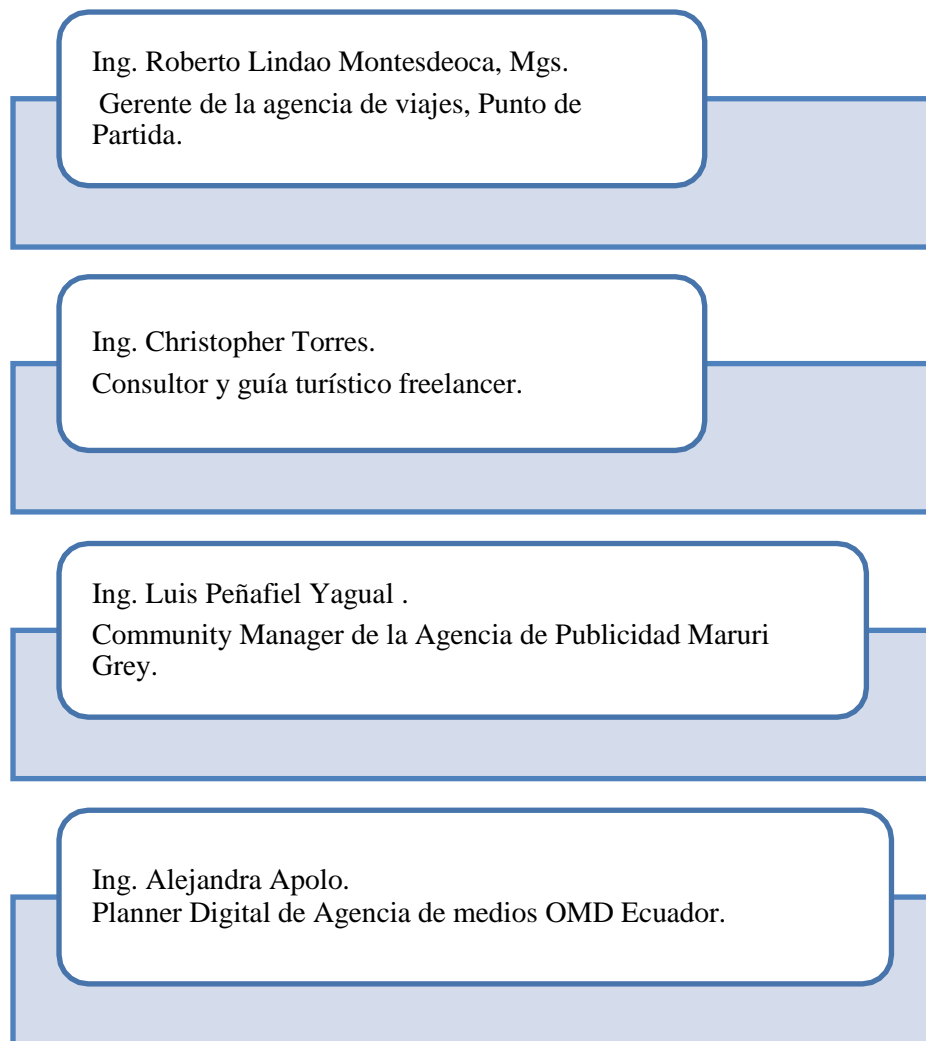 Ing. Roberto Lindao Montesdeoca, Mgs.
Gerente de la agencia de viajes, Punto de
Partida.
Ing. Christopher Torres.
Consultor y guía turístico freelancer.
Ing. Luis Peñafiel Yagual .
Community Manager de la Agencia de Publicidad Maruri
Grey.
Ing. Alejandra Apolo.
Planner Digital de Agencia de medios OMD Ecuador.